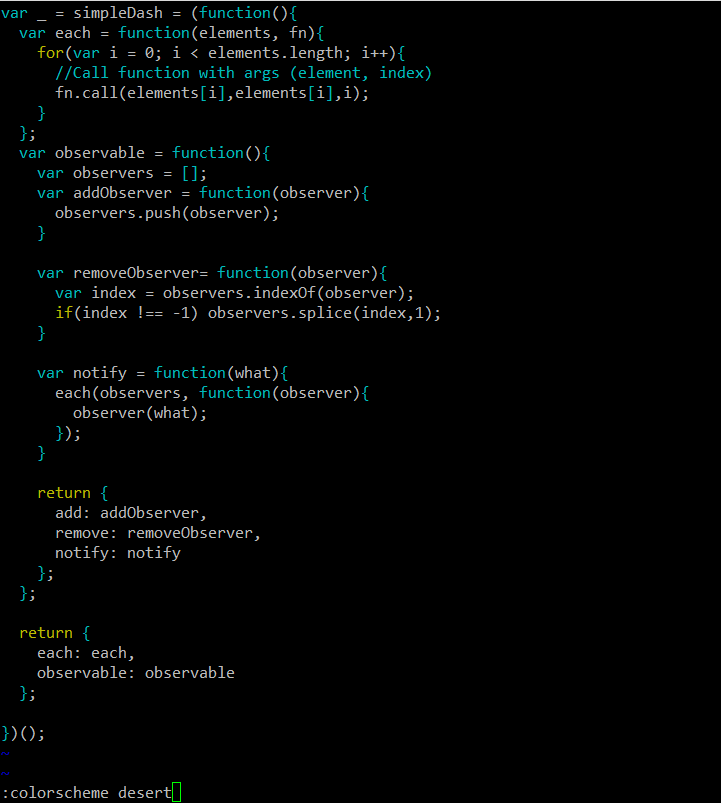 var _ = simpleDash = (function(){
  var each = function(elements, fn){
    for(var i = 0; i < elements.length; i++){
      //Call function with args (element, index)
      fn.call(elements[i],elements[i],i);
    }
  };
  var observable = function(){
    var observers = [];
    var addObserver = function(observer){
      observers.push(observer);
    }

    var removeObserver= function(observer){
      var index = observers.indexOf(observer);
      if(index !== -1) observers.splice(index,1);
    }

    var notify = function(what){
      each(observers, function(observer){
        observer(what);
      });
    }

    return {
      add: addObserver,
      remove: removeObserver,
      notify: notify
    };
  };

  return {
    each: each,
    observable: observable
  };

})();
~
~
:colorscheme desert